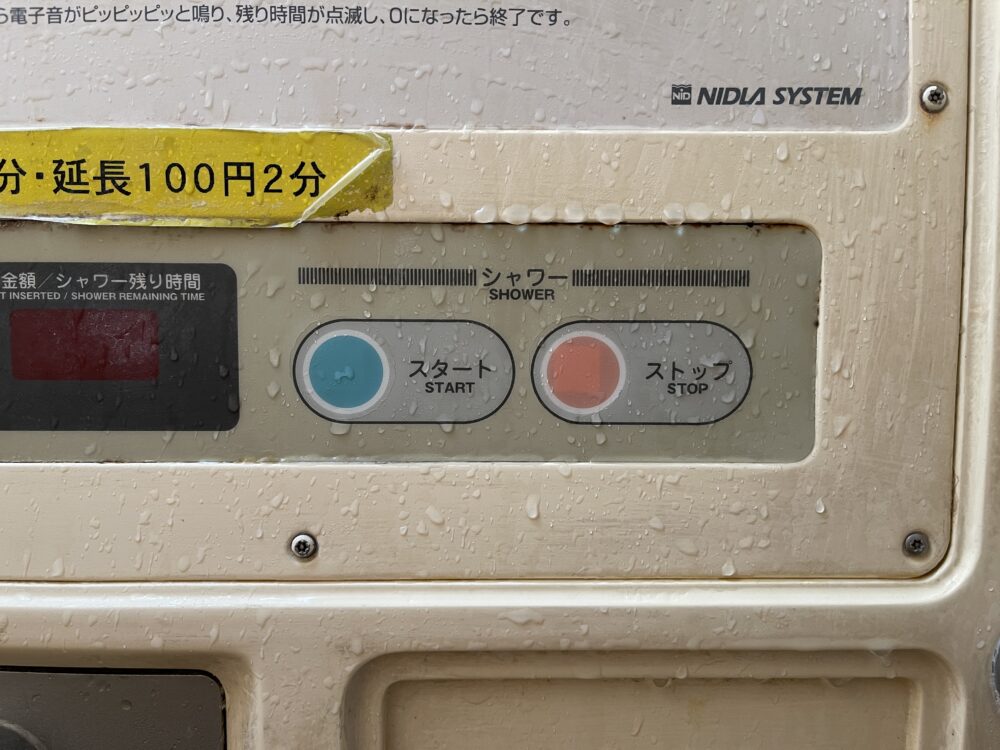 ら電子音がピッピッピッと鳴り、残り時間が点滅し、0になったら終了です。
NID NIDLA SYSTEM
分・延長100円2分
金額／シャワー残り時間
T INSERTED / SHOWER REMAINING TIME
シャワー
SHOWER
スタート
START
ストップ
STOP